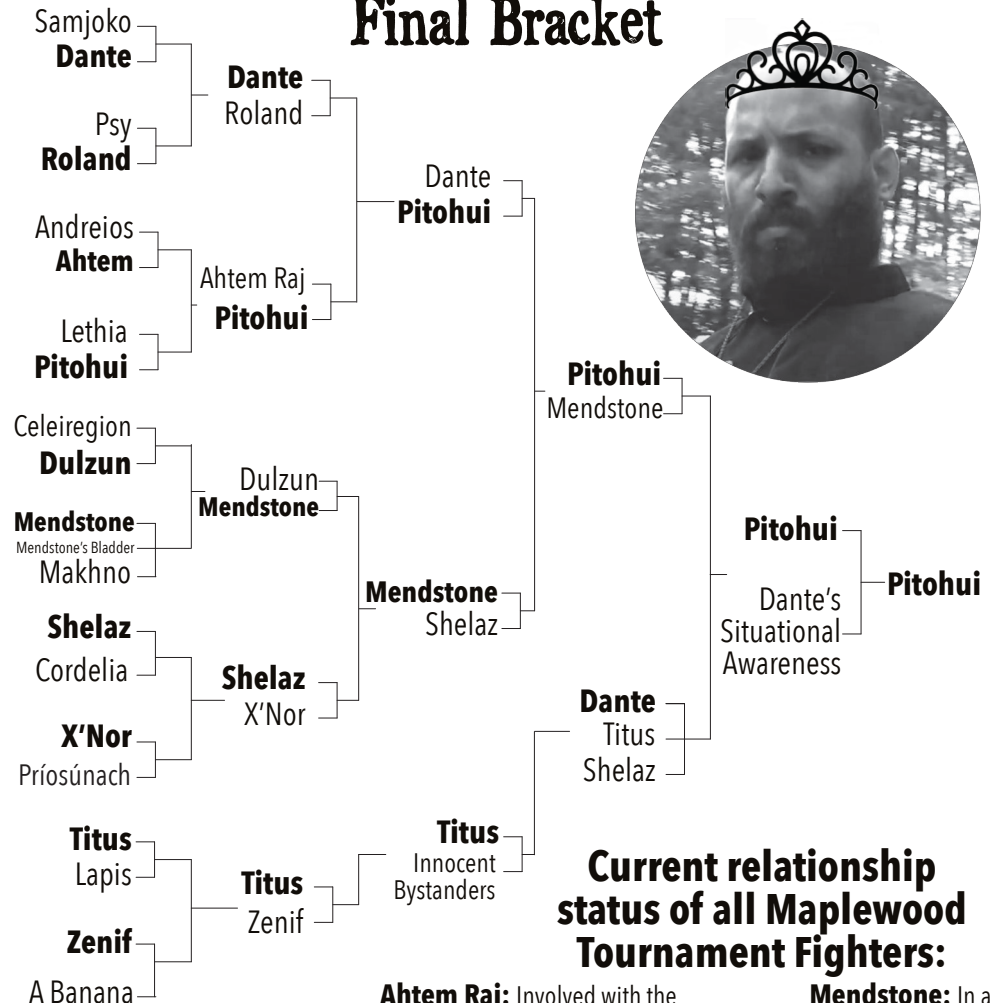 Final Bracket
Samjoko
Dante
Psy
Roland
Andreios
Ahtem
Lethia
Pitohui
Celeiregion
Dulzun
Mendstone
Mendstone's Bladder
Makhno
Shelaz
Cordelia
X'Nor
Príosúnach
Titus
Lapis
Zenif
A Banana
Dante
Roland
Ahtem Raj
Pitohui
Dulzun
Mendstone
Shelaz
X'Nor
Titus
Zenif
Dante
Pitohui
Mendstone
Shelaz
Titus
Innocent
Bystanders
Pitohui
Mendstone
Dante
Titus
Shelaz
Pitohui
Dante's
Situational
Awareness
Pitohui
Current relationship
status of all Maplewood
Tournament Fighters:
Ahtem Raj: Involved with the
Mendstone: In a